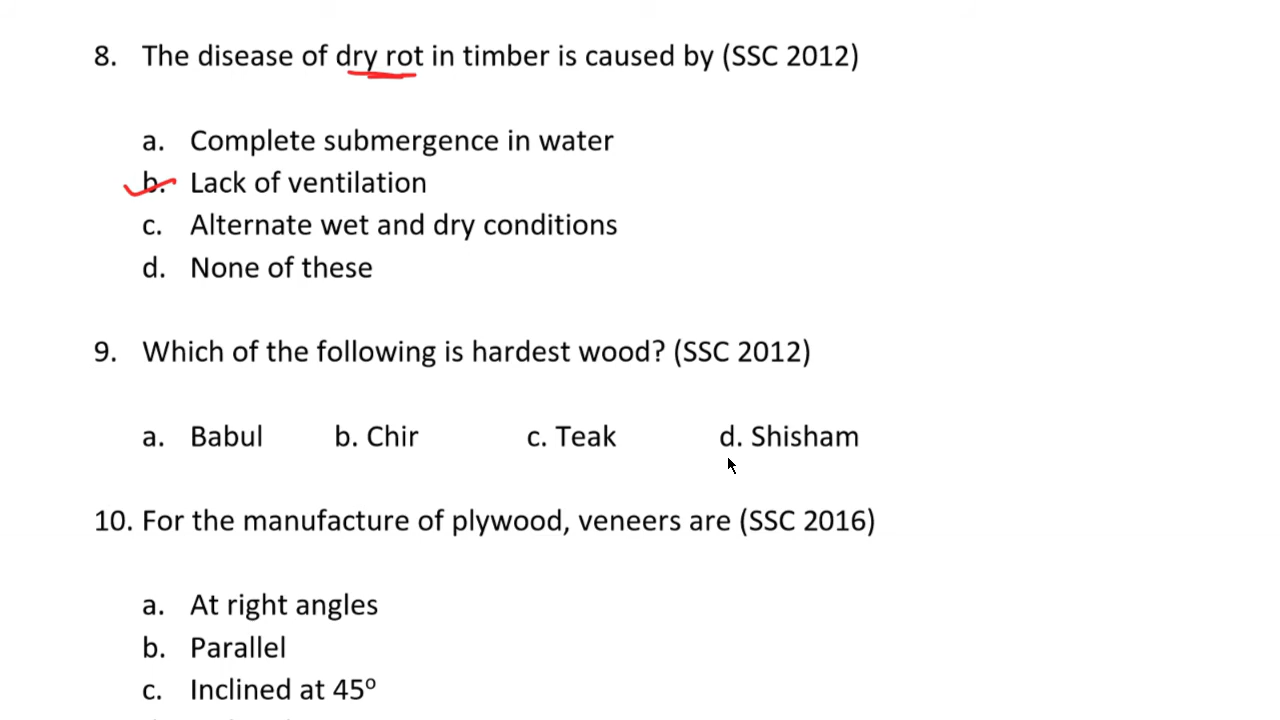 8. The disease of dry rot in timber is caused by (SSC 2012)
a. Complete submergence in water
b. Lack of ventilation
c. Alternate wet and dry conditions
d. None of these
9. Which of the following is hardest wood? (SSC 2012)
a. Babul b. Chir c. Teak d. Shisham
10. For the manufacture of plywood, veneers are (SSC 2016)
a. At right angles
b. Parallel
c. Inclined at 45º